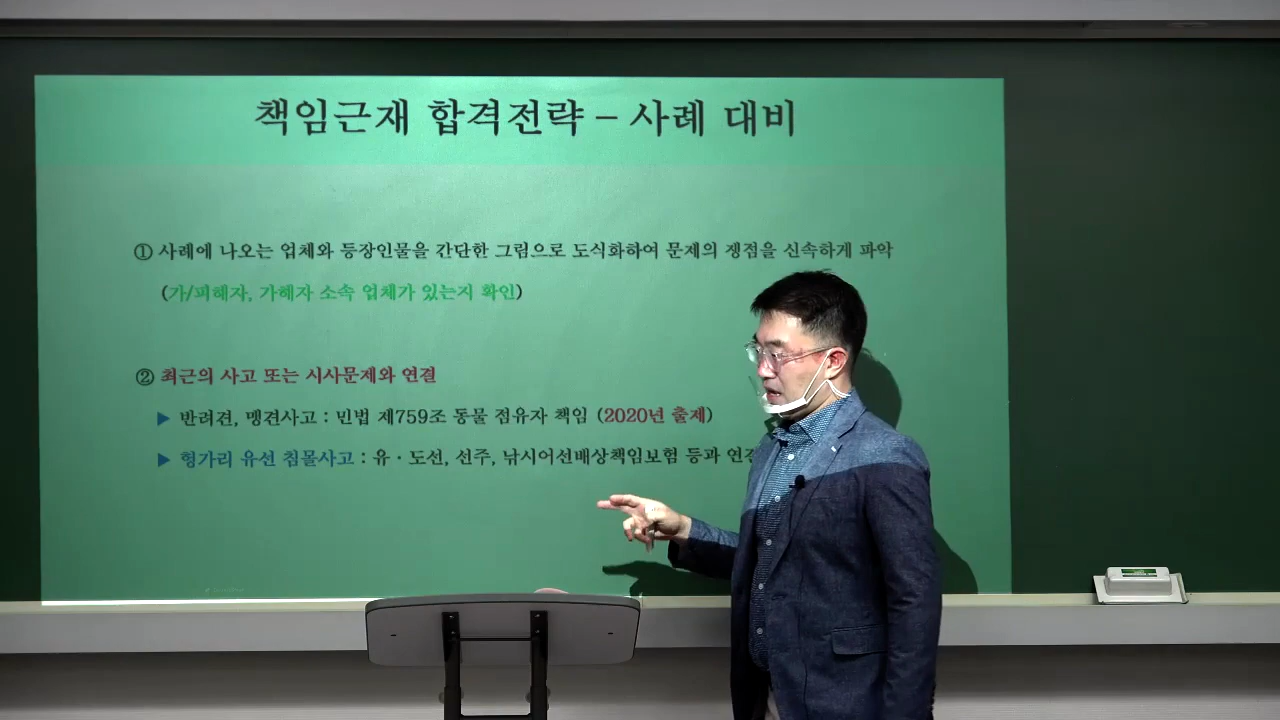 책임근재 합격전략 – 사례 대비
① 사례에 나오는 업체와 등장인물을 간단한 그림으로 도식화하여 문제의 쟁점을 신속하게 파악
(가/피해자, 가해자 소속 업체가 있는지 확인)
② 최근의 사고 또는 시사문제와 연결
▶ 반려견, 맹견사고 : 민법 제759조 동물 점유자 책임 (2020년 출제)
▶ 헝가리 유선 침몰사고 : 유 · 도선, 선주, 낚시어선배상책임보험 등과